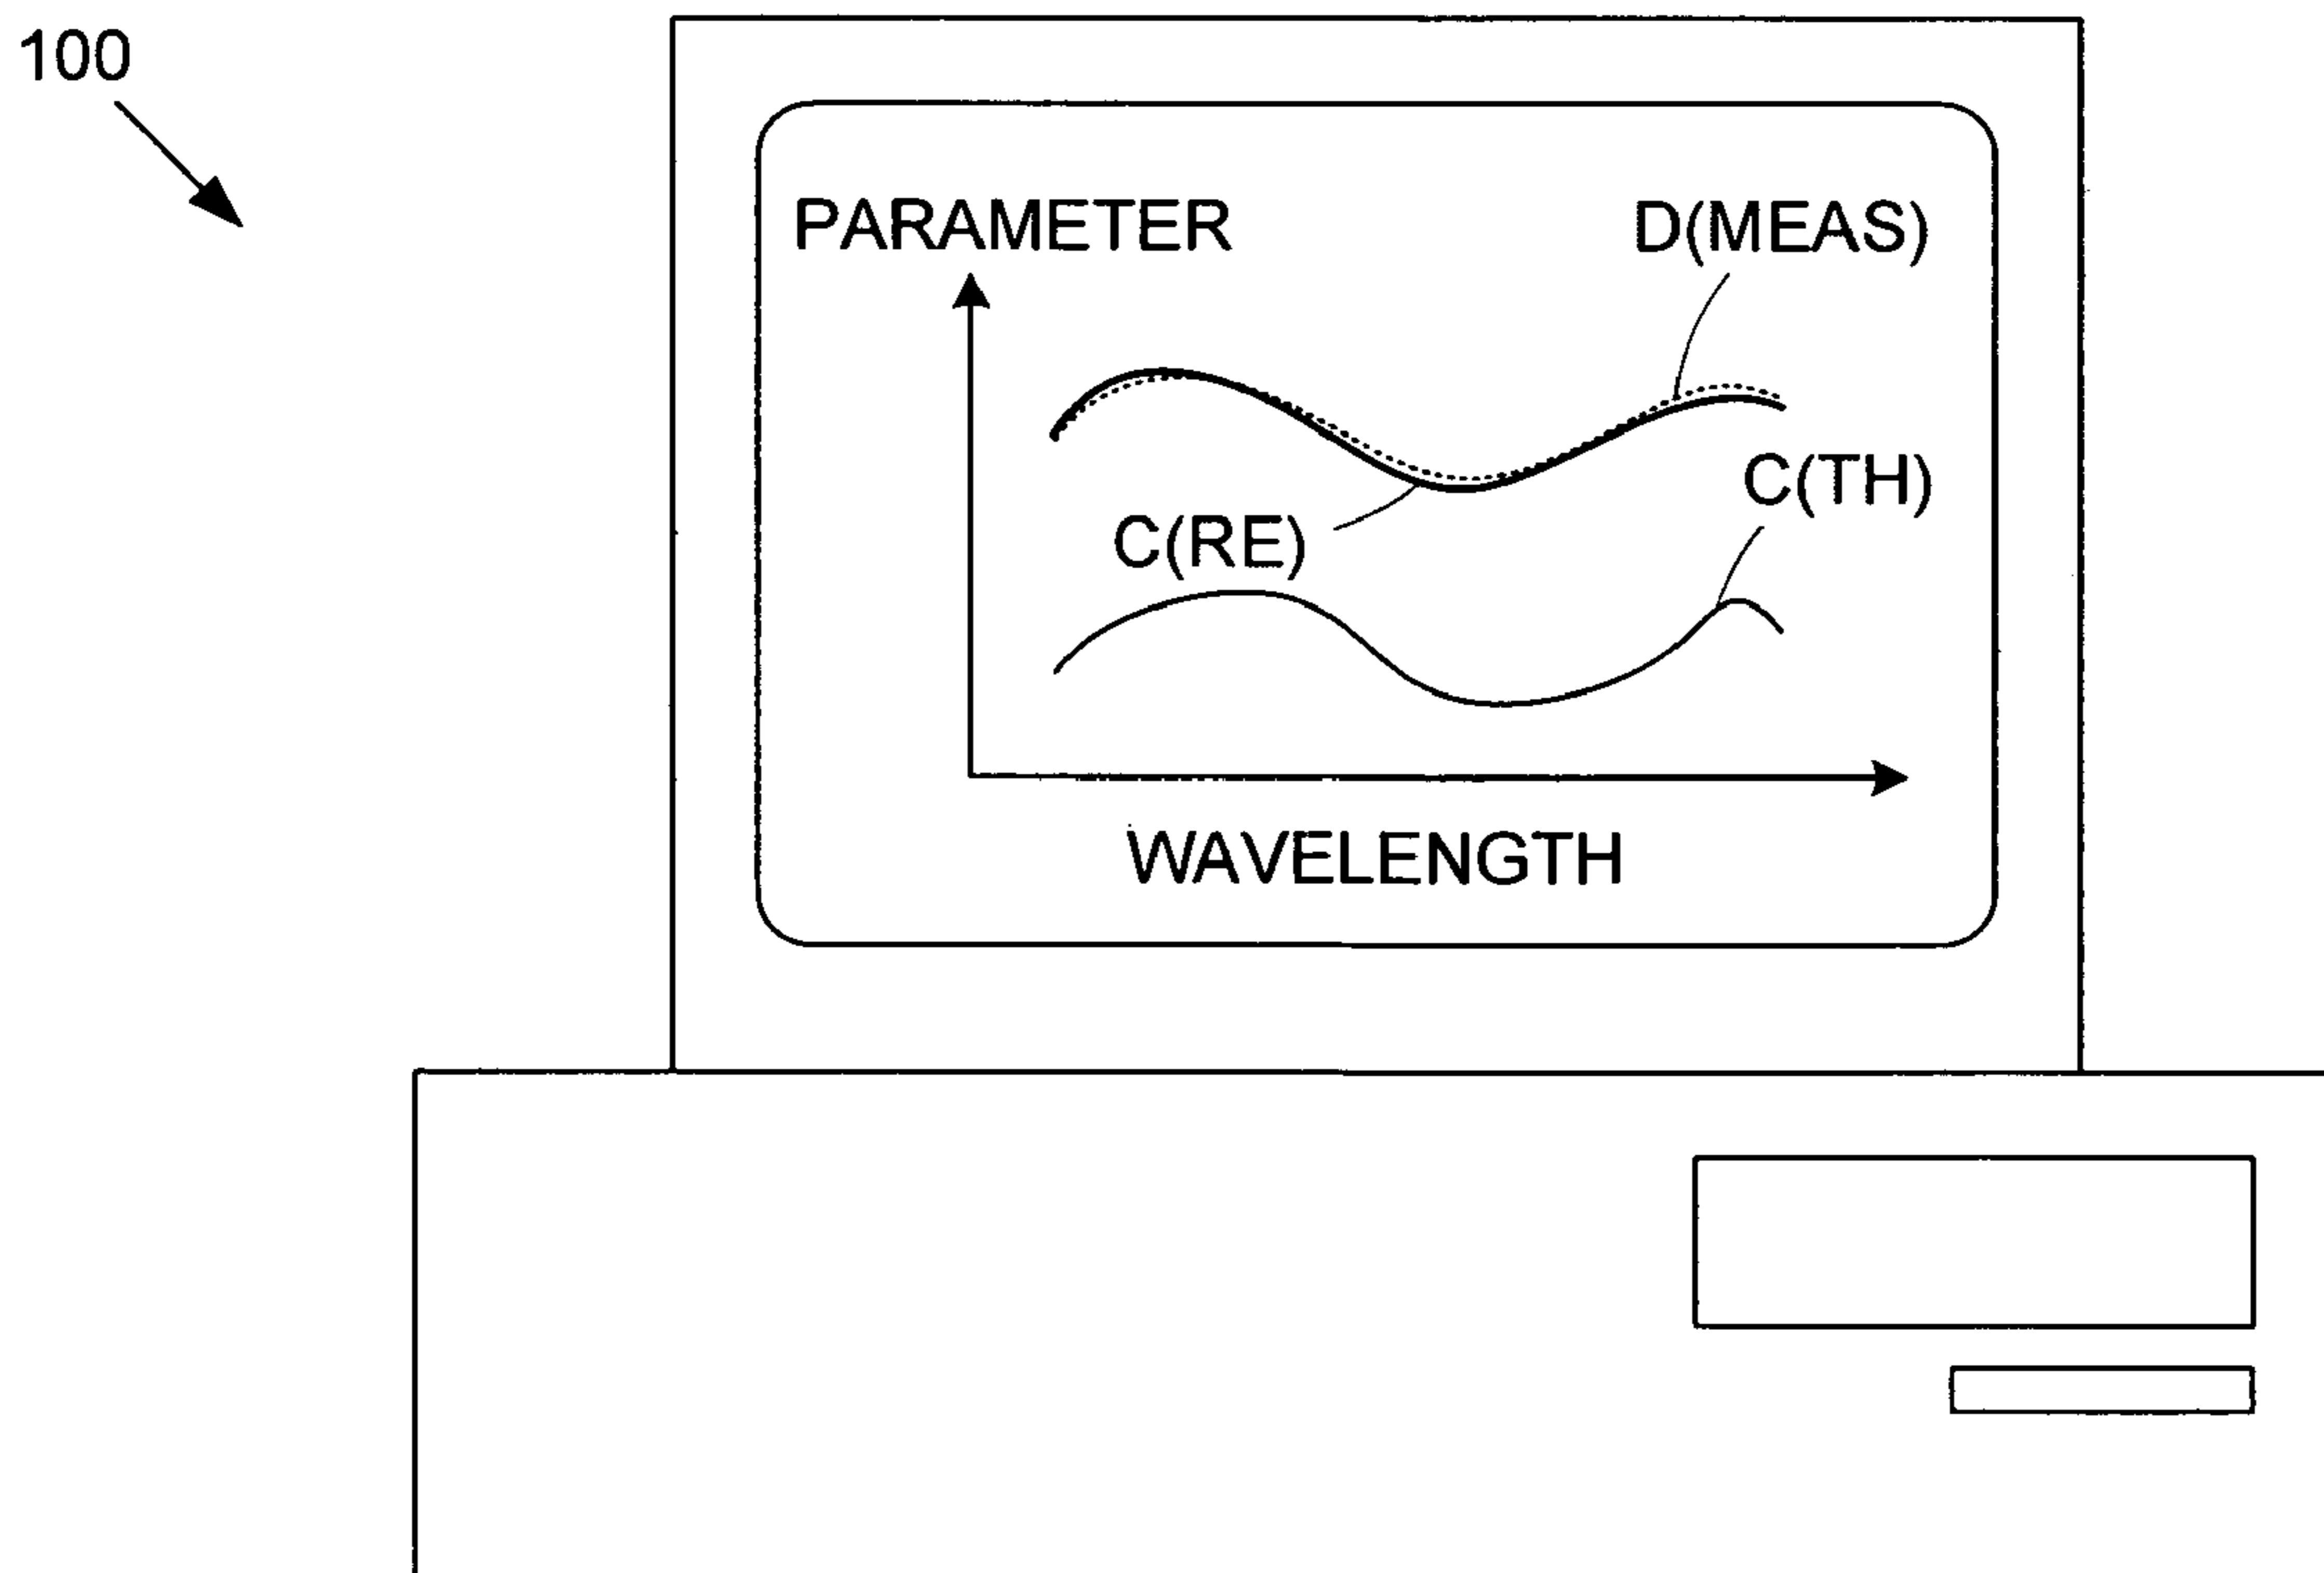 100
PARAMETER
D(MEAS)
C(TH)
C(RE)
WAVELENGTH